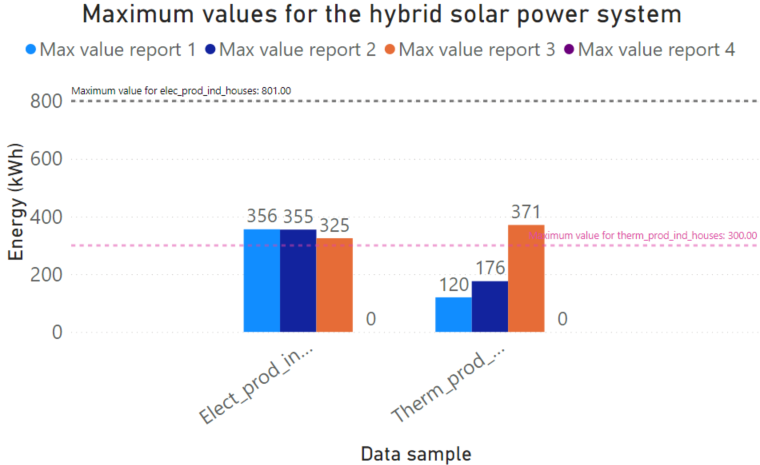 Maximum values for the hybrid solar power system
Max value report 1 Max value report 2 Max value report 3 Max value report 4
Maximum value for elec_prod_ind_houses: 801.00
800
600
400
200
0
Energy (kWh)
356 355 325 0
120 176 371 0
Maximum value for therm_prod_ind_houses: 300.00
Elect_prod_in...
Therm_prod_...
Data sample